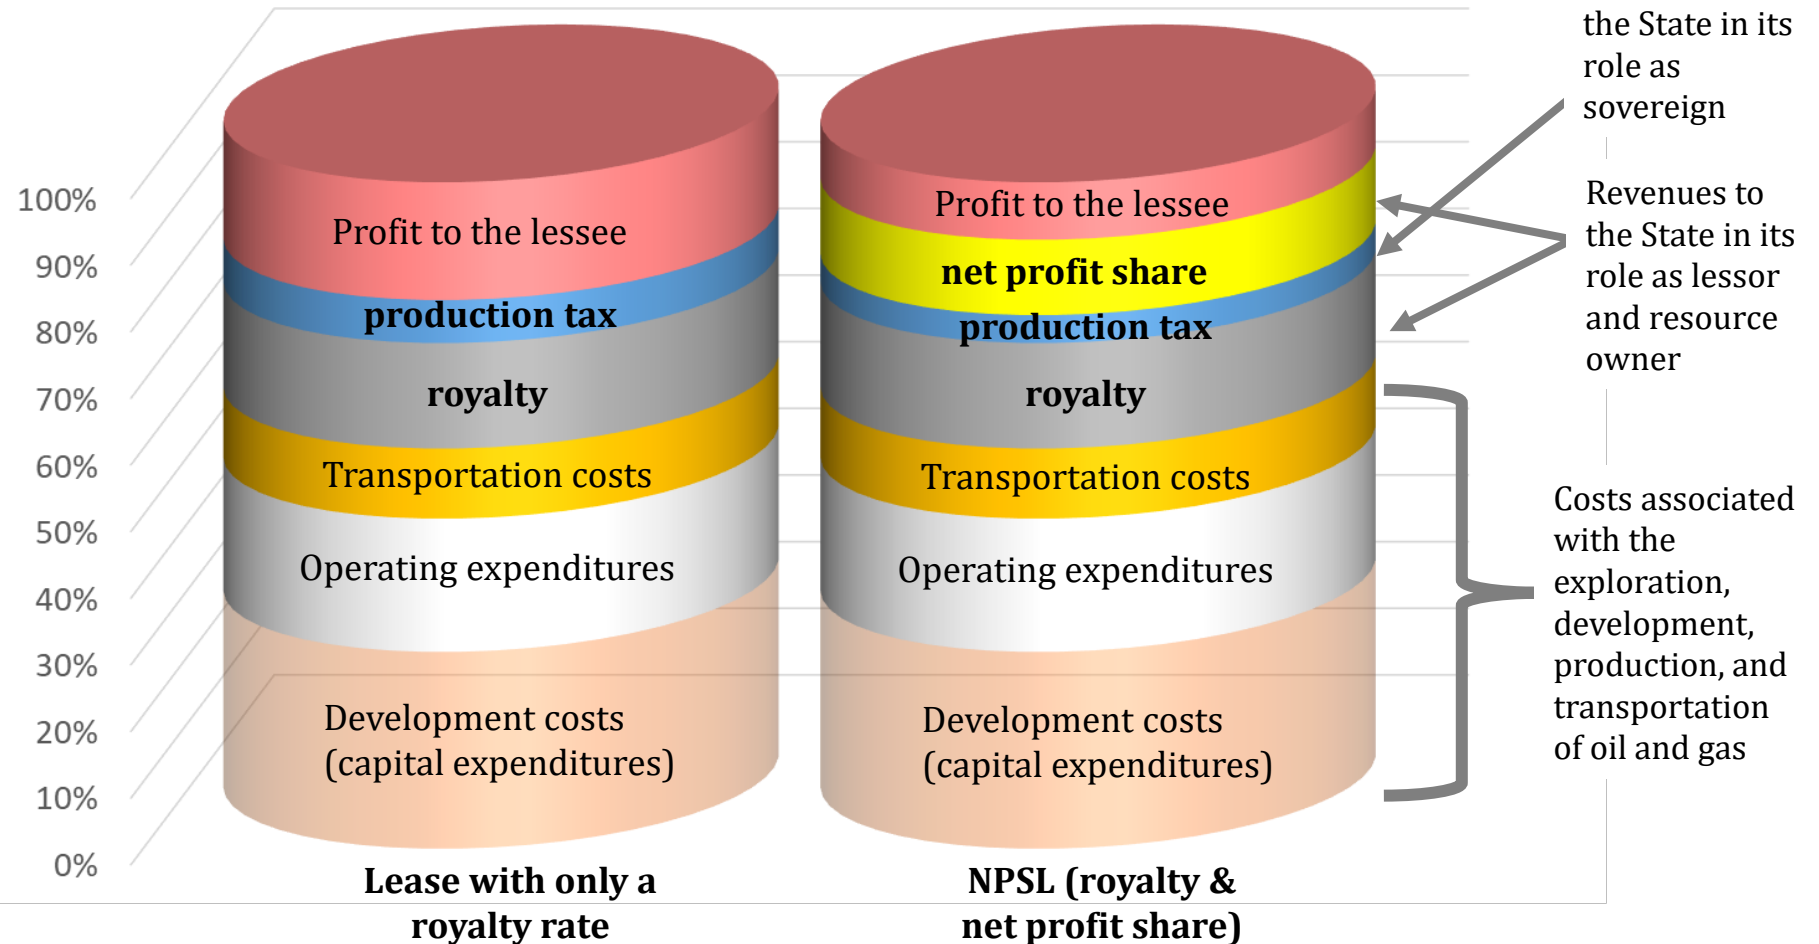 100%
90%
80%
70%
60%
50%
40%
30%
20%
10%
0%
Profit to the lessee
production tax
royalty
Transportation costs
Operating expenditures
Development costs
(capital expenditures)
Lease with only a
royalty rate
Profit to the lessee
net profit share
production tax
royalty
Transportation costs
Operating expenditures
Development costs
(capital expenditures)
NPSL (royalty &
net profit share)
the State in its
role as
sovereign
Revenues to
the State in its
role as lessor
and resource
owner
Costs associated
with the
exploration,
development,
production, and
transportation
of oil and gas